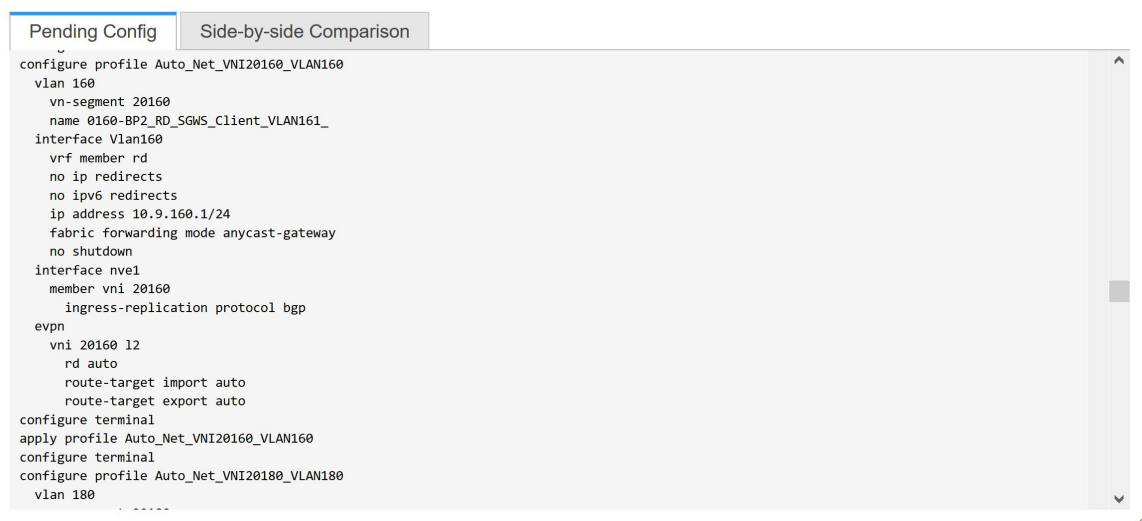 Pending Config
Side-by-side Comparison
configure profile Auto_Net_VNI20160_VLAN160
vlan 160
vn-segment 20160
name 0160-BP2_RD_SGWS_Client_VLAN161_
interface Vlan160
vrf member rd
no ip redirects
no ipv6 redirects
ip address 10.9.160.1/24
fabric forwarding mode anycast-gateway
no shutdown
interface nve1
member vni 20160
ingress-replication protocol bgp
evpn
vni 20160 l2
rd auto
route-target import auto
route-target export auto
configure terminal
apply profile Auto_Net_VNI20160_VLAN160
configure terminal
configure profile Auto_Net_VNI20180_VLAN180
vlan 180